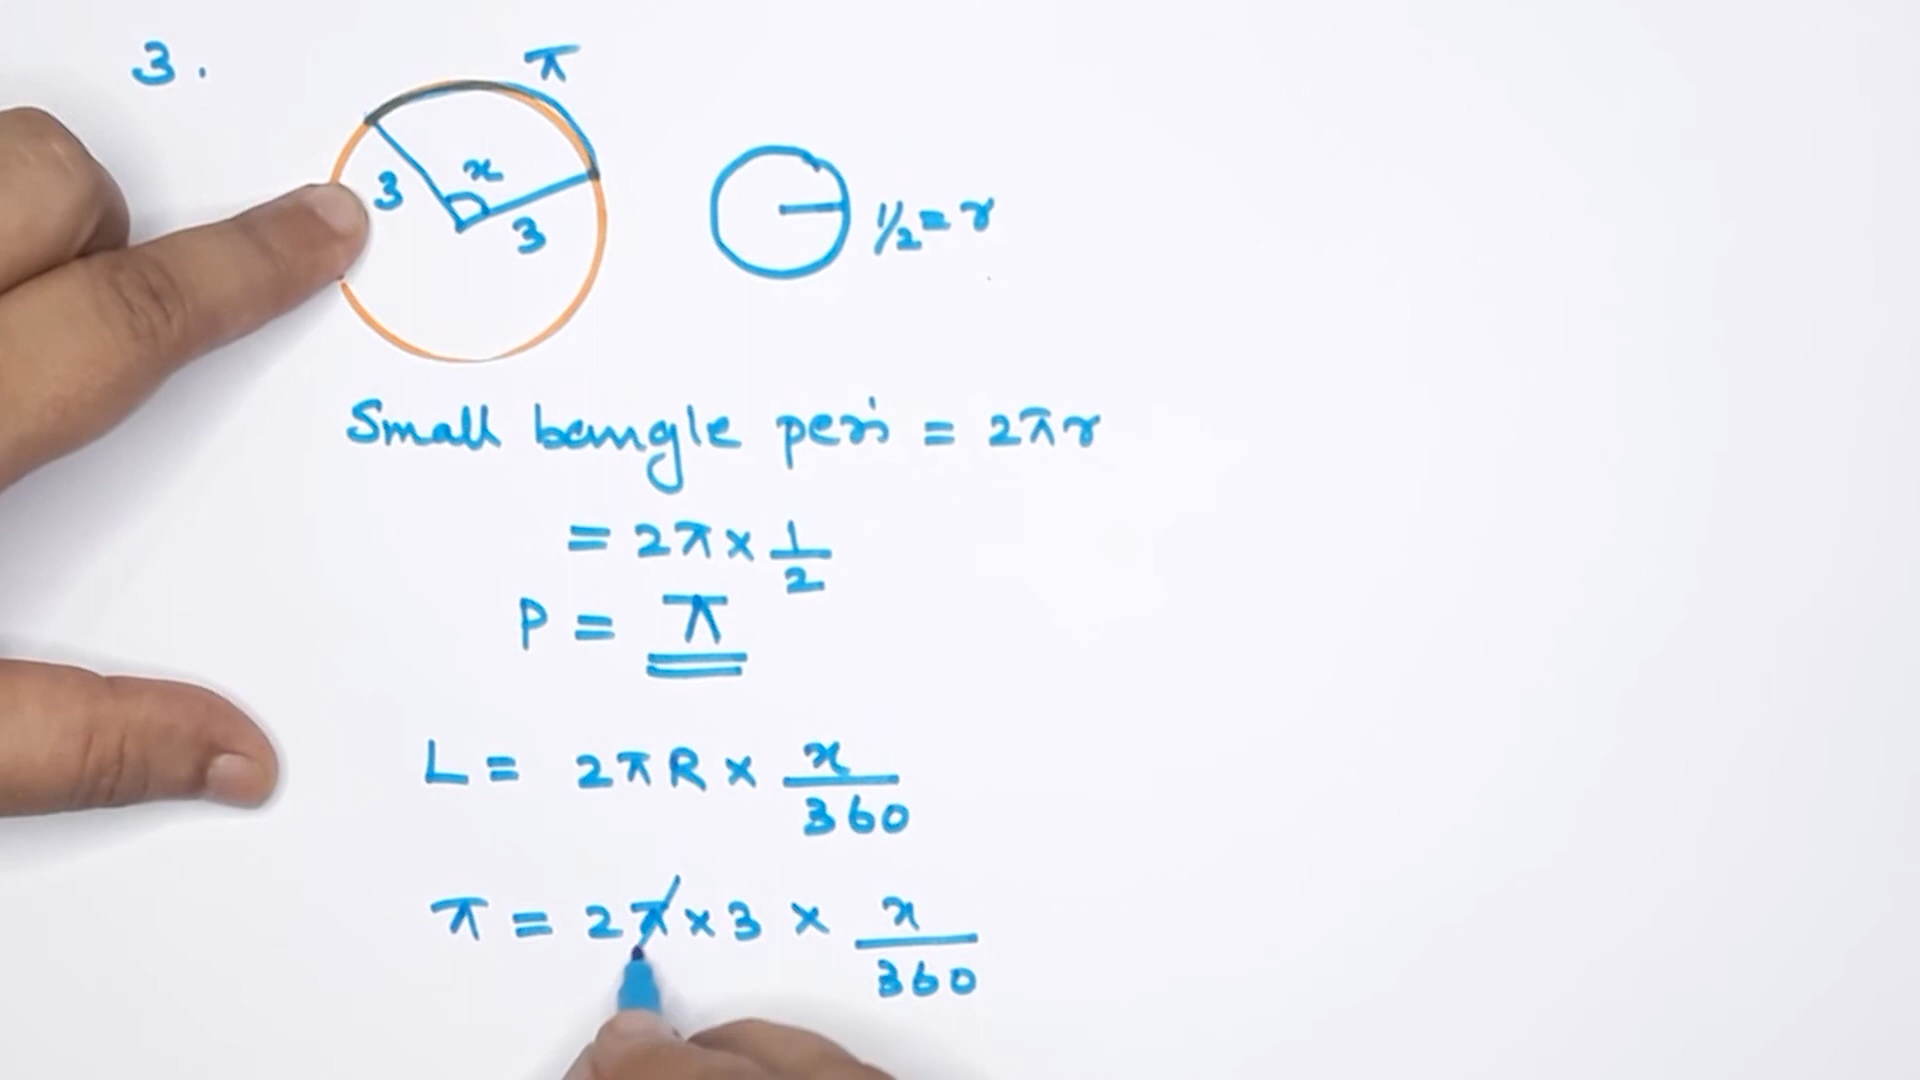 3.
π
x
3
3
1/2 = r
Small bangle peri = 2πr
= 2π × 1/2
P = π
L = 2πR × x/360
π = 2π × 3 × x/360